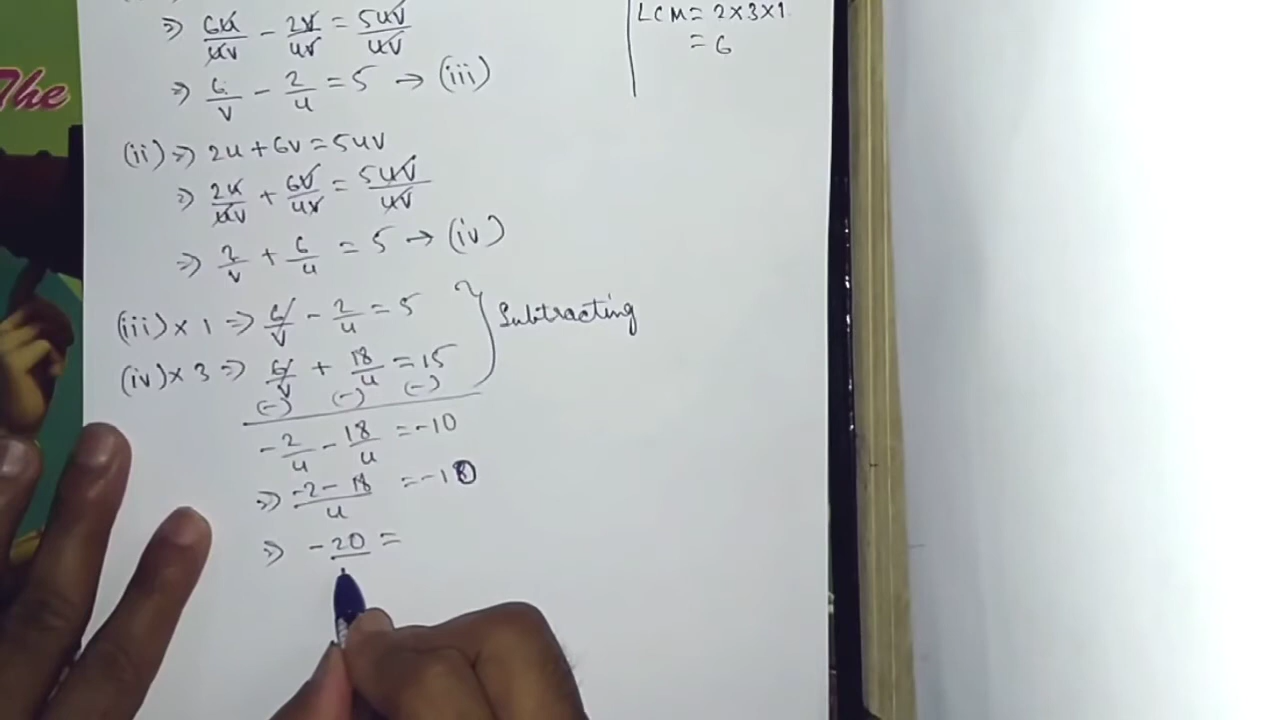 LCM = 2×3×1
= 6
The
⇒ 6u/uv - 2v/uv = 5uv/uv
⇒ 6/v - 2/u = 5 → (iii)
(ii) ⇒ 2u + 6v = 5uv
⇒ 2u/uv + 6v/uv = 5uv/uv
⇒ 2/v + 6/u = 5 → (iv)
(iii) × 1 ⇒ 6/v - 2/u = 5
(iv) × 3 ⇒ 6/v + 18/u = 15
Subtracting
(-) (-) (-)
-2/u - 18/u = -10
⇒ -2 - 18/u = -10
⇒ -20 =